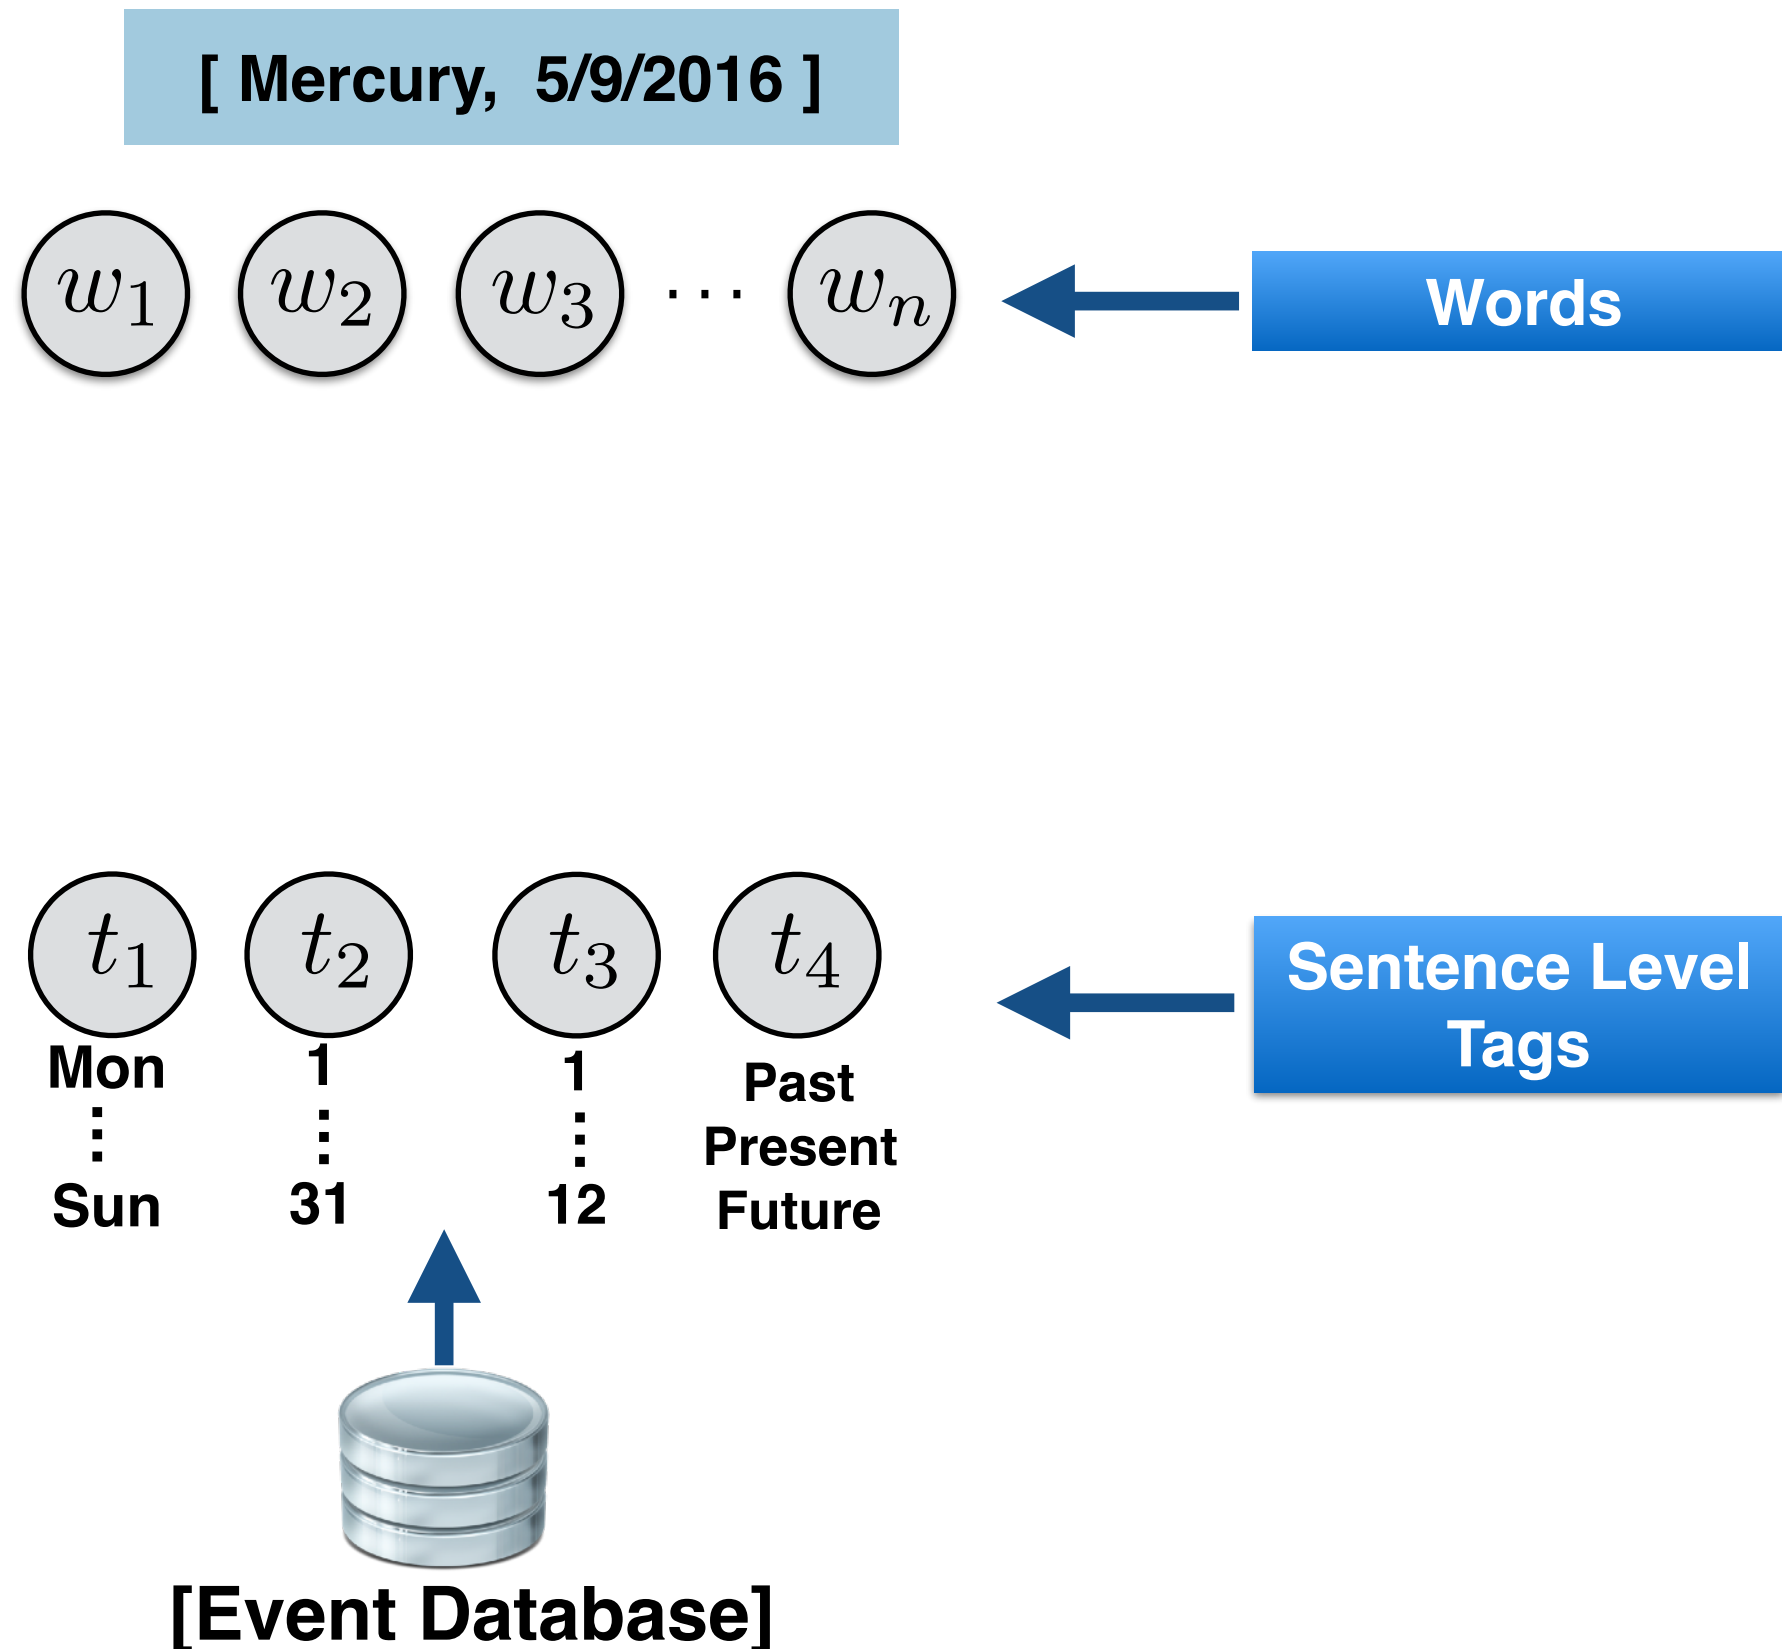 [ Mercury, 5/9/2016 ]
w1 w2 w3 ··· wn
Words
t1 t2 t3 t4
Sentence Level
Tags
Mon
⋮
Sun
1
⋮
31
1
⋮
12
Past
Present
Future
[Event Database]